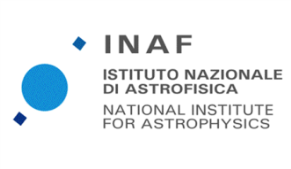 INAF
ISTITUTO NAZIONALE
DI ASTROFISICA
NATIONAL INSTITUTE
FOR ASTROPHYSICS